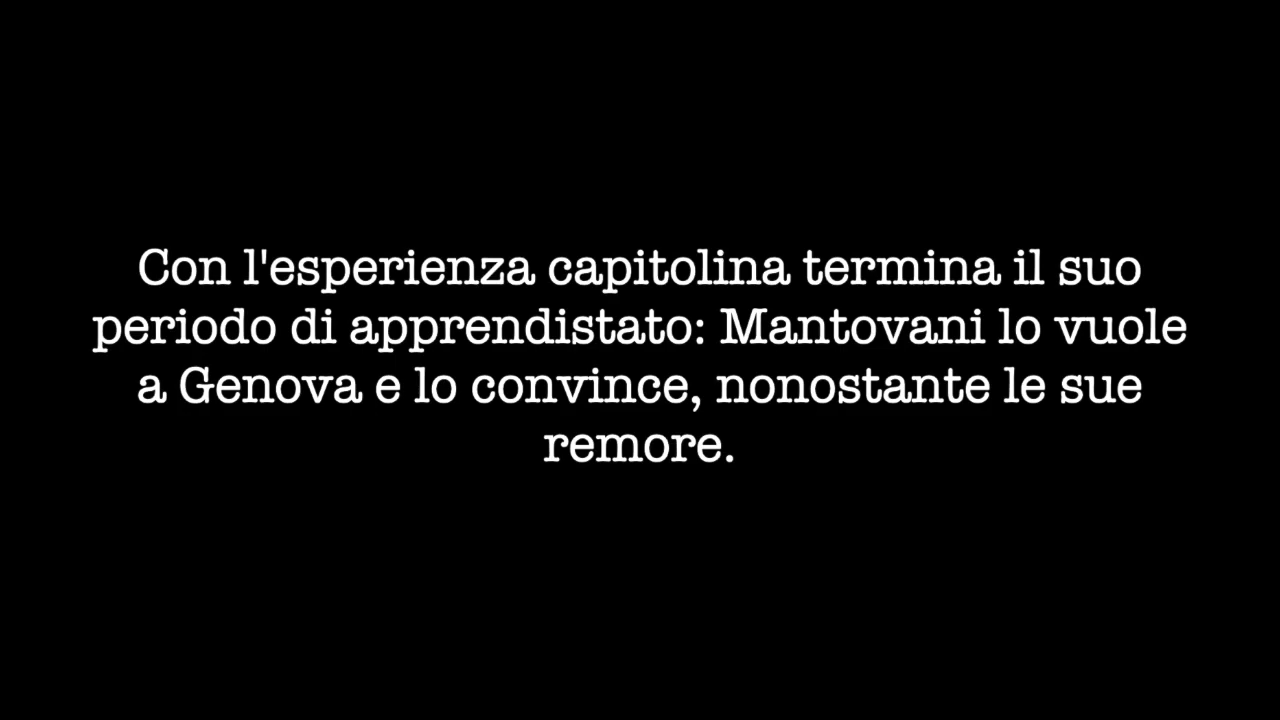 Con l'esperienza capitolina termina il suo
periodo di apprendistato: Mantovani lo vuole
a Genova e lo convince, nonostante le sue
remore.